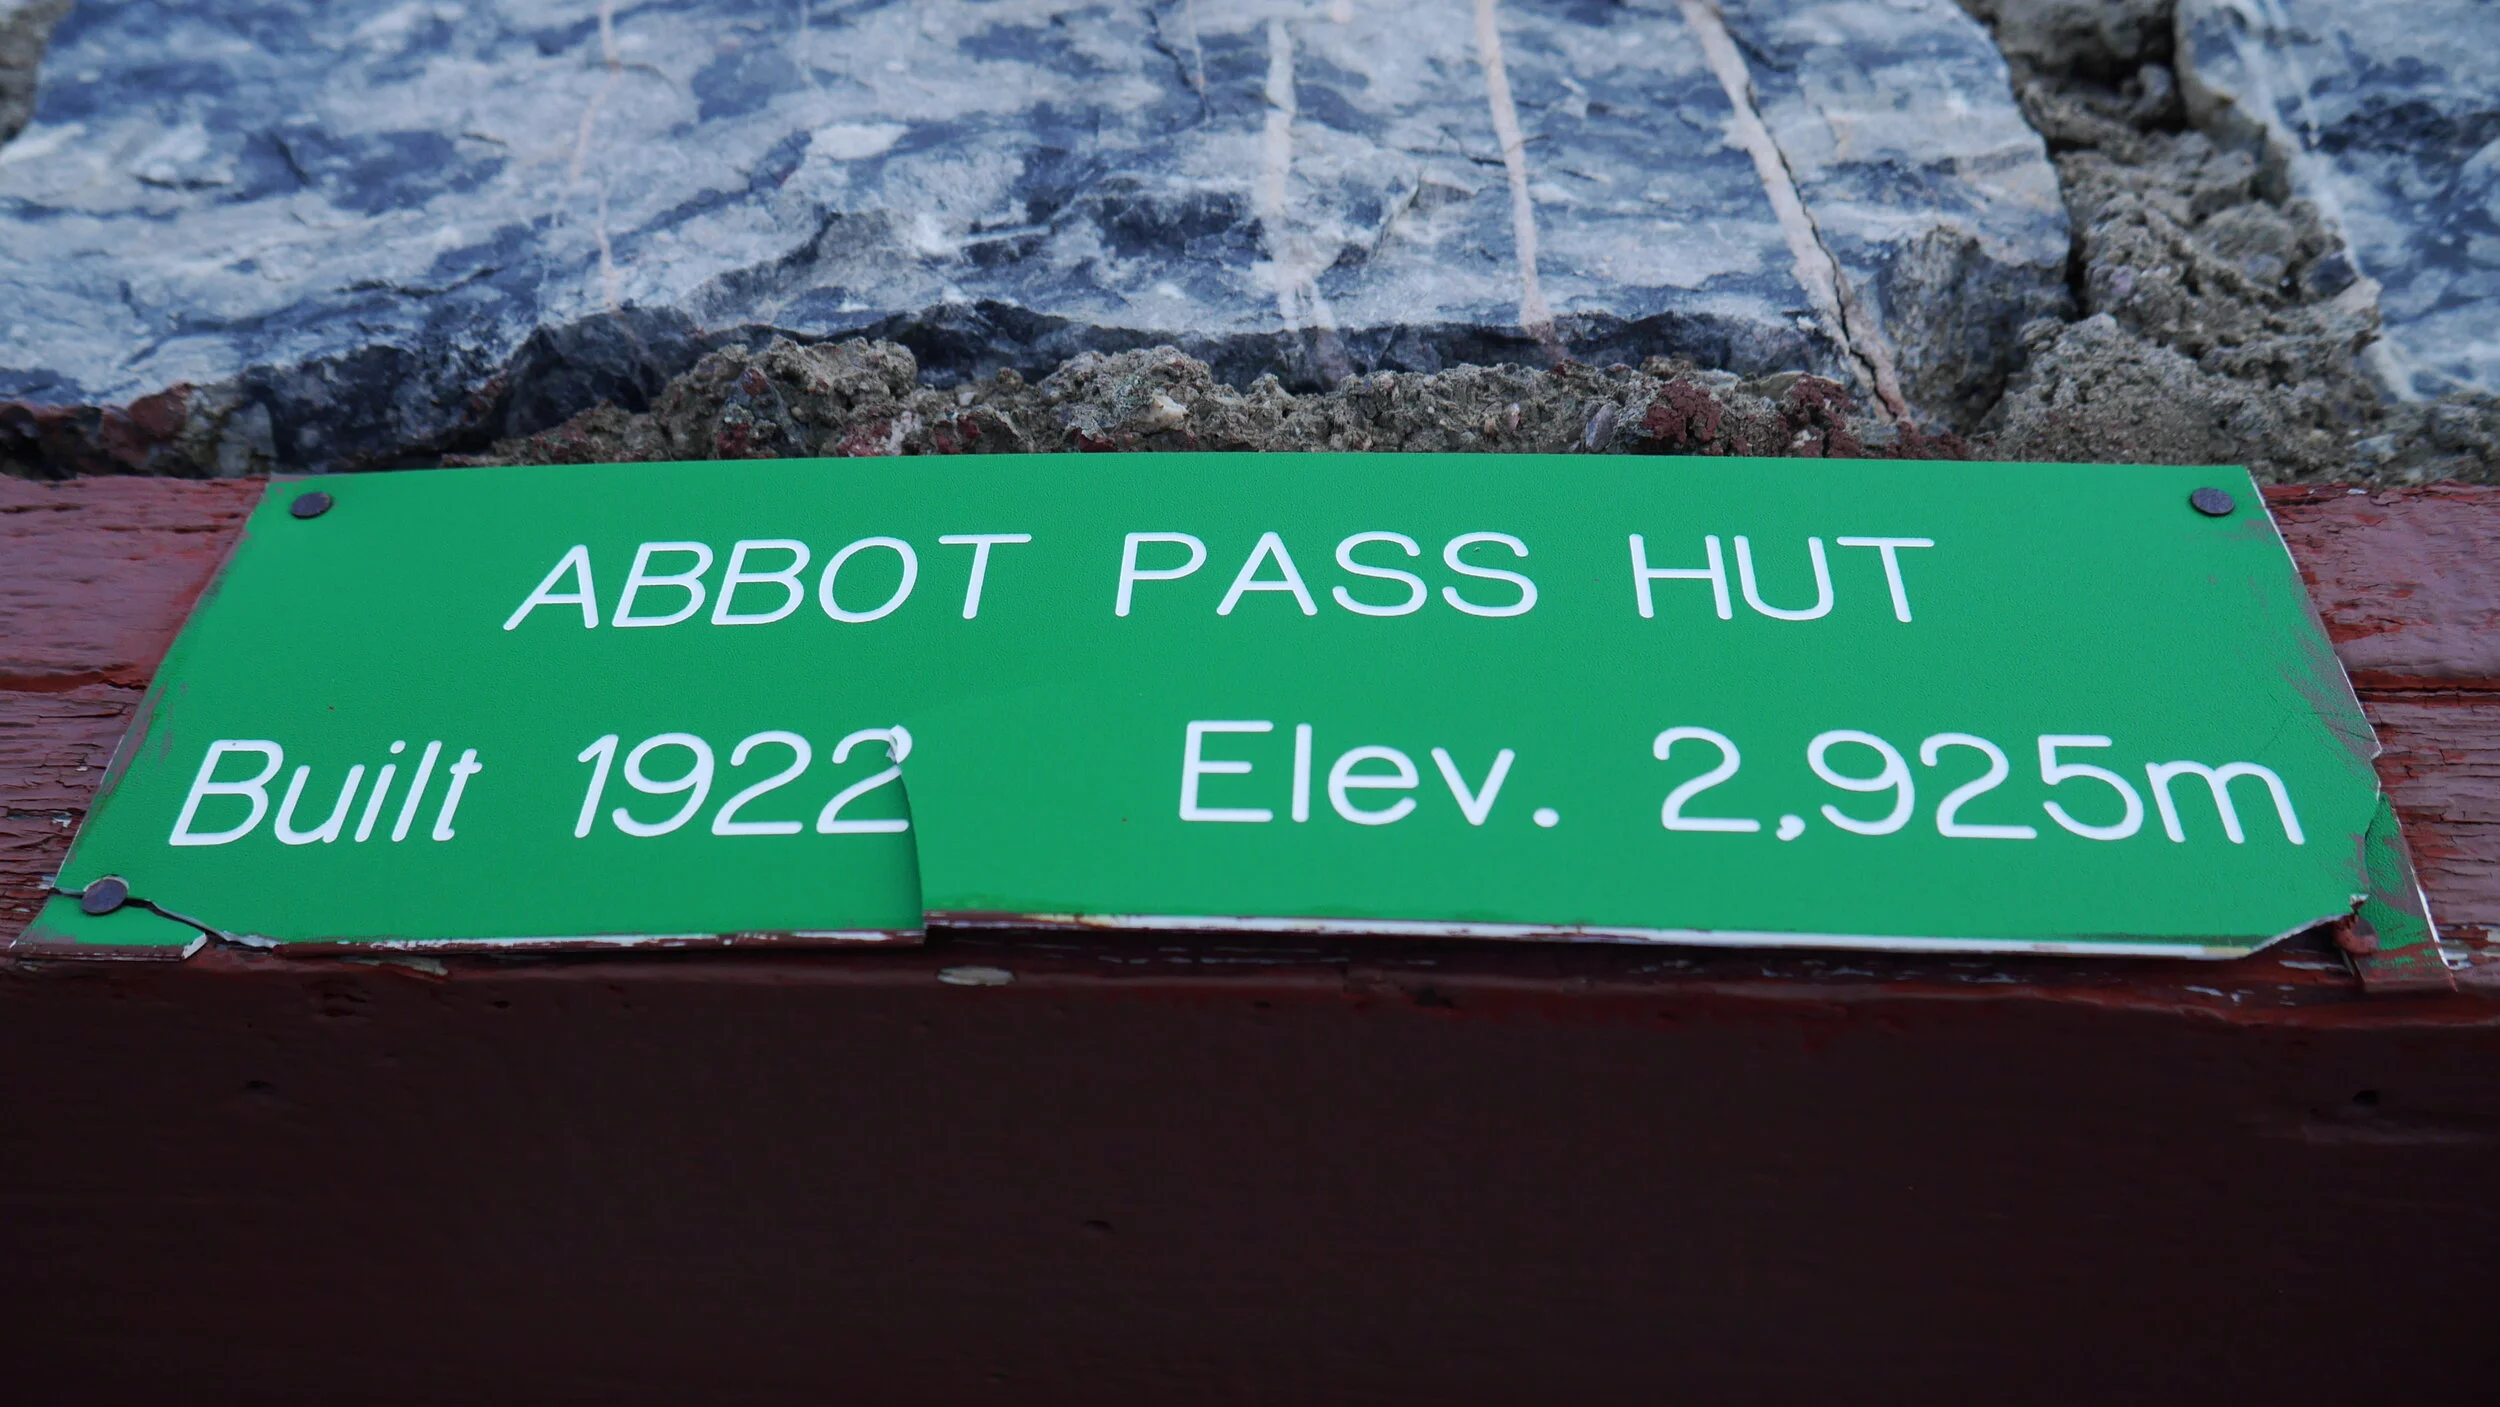 ABBOT PASS HUT
Built 1922 Elev. 2,925m